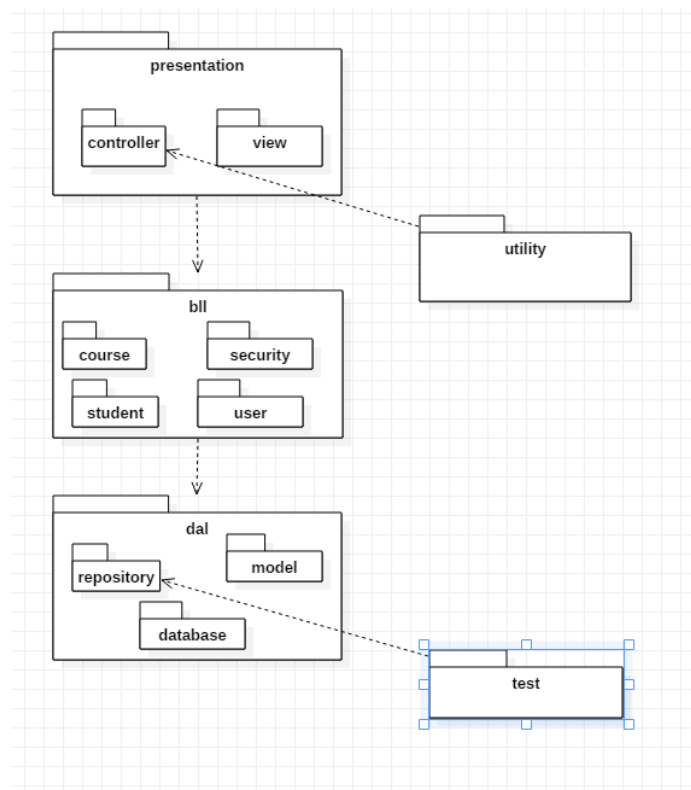 presentation
controller
view
utility
bll
course
security
student
user
dal
model
repository
database
test